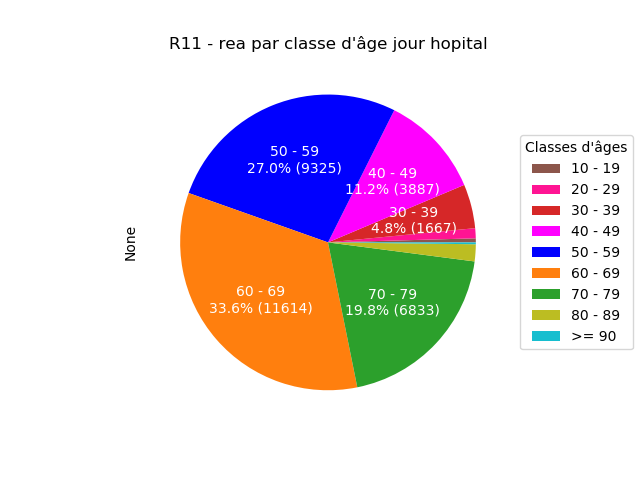 R11 - rea par classe d'âge jour hopital
50 - 59
27.0% (9325)
40 - 49
11.2% (3887)
30 - 39
4.8% (1667)
60 - 69
33.6% (11614)
70 - 79
19.8% (6833)
None
Classes d'âges
10 - 19
20 - 29
30 - 39
40 - 49
50 - 59
60 - 69
70 - 79
80 - 89
>= 90